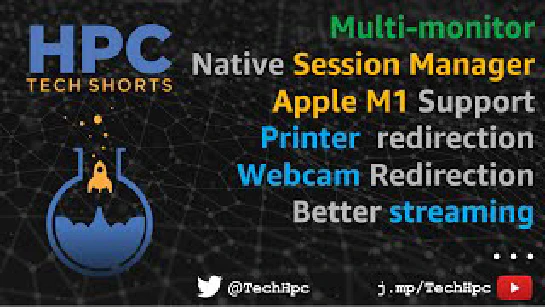 HPC
TECH SHORTS
Multi-monitor
Native Session Manager
Apple M1 Support
Printer redirection
Webcam Redirection
Better streaming
...
@TechHpc
j.mp/TechHpc